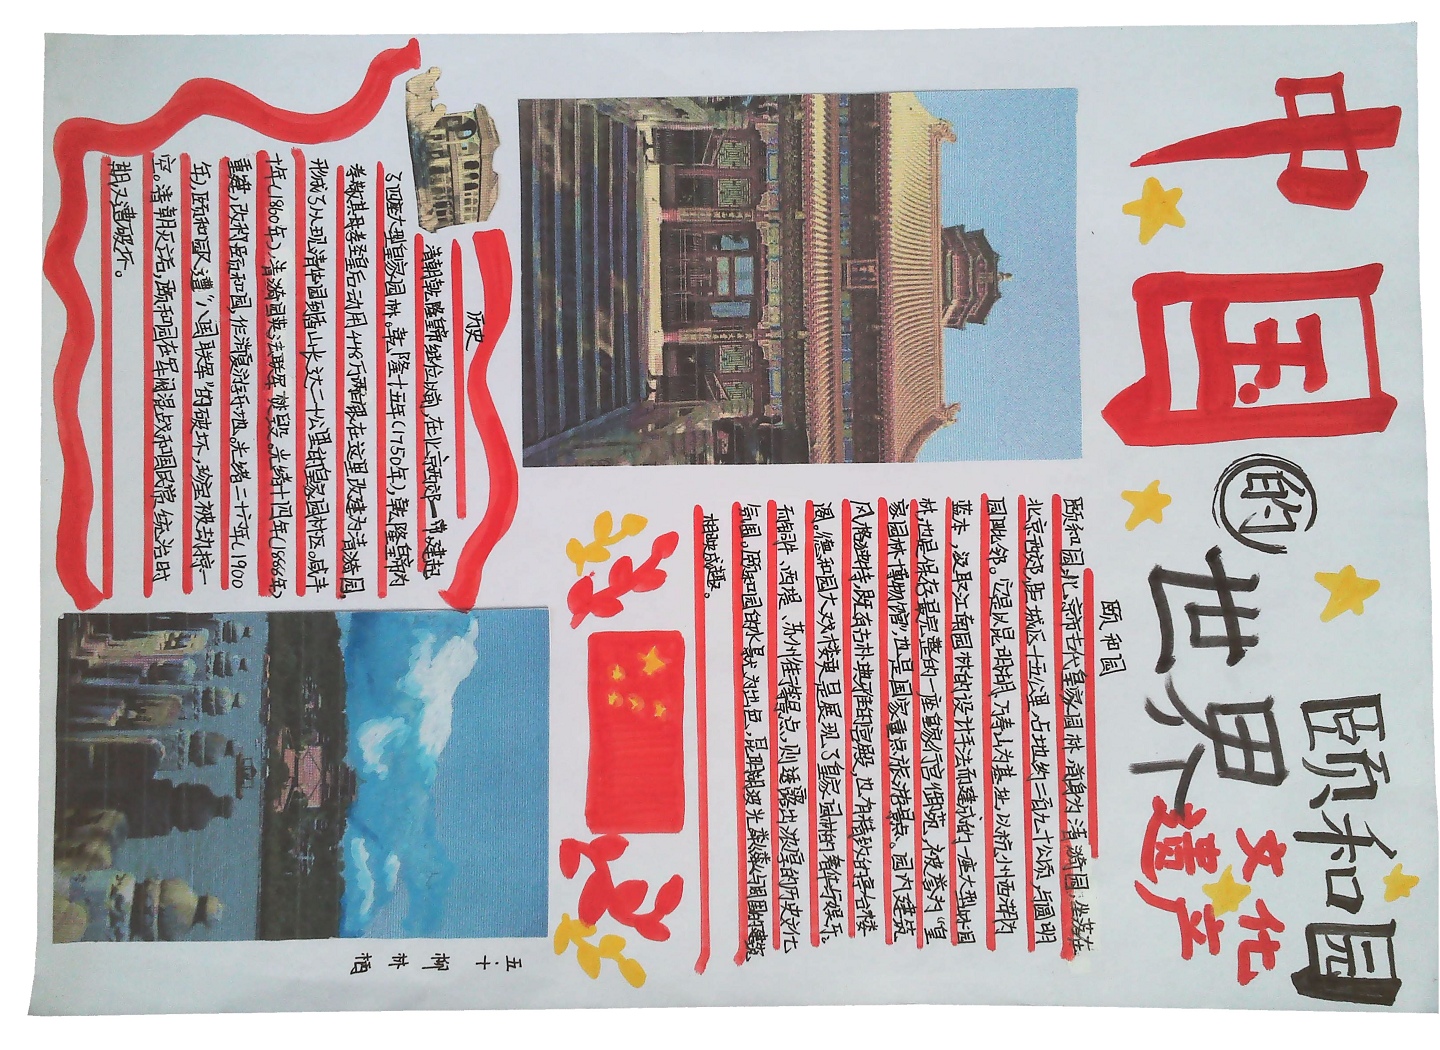 中国的世界
文化
遗产
颐和园
颐和园
颐和园,北京市古代皇家园林,前身为清漪园,坐落在
北京西郊,距城区十五公里,占地约二百九十公顷,与圆明
园毗邻。它是以昆明湖、万寿山为基址,以杭州西湖为
蓝本,汲取江南园林的设计手法而建成的一座大型山水园
林,也是保存最完整的一座皇家行宫御苑,被誉为“皇
家园林博物馆”,也是国家重点旅游景点。园内建筑
风格独特,既有古朴典雅的宫殿,也有精致的亭台楼
阁。德和园大戏楼更是展现了皇家园林的奢华与娱乐。
而铜牛、西堤、苏州街等景点,则透露出浓厚的历史文化
氛围。颐和园的水景尤为出色,昆明湖波光粼粼与周围的建筑
相映成趣。
历史
清朝乾隆皇帝继位以前,在北京西郊一带,建起
了四座大型皇家园林。乾隆十五年(1750年),乾隆皇帝为
孝敬其母孝圣皇后动用448万两白银在这里改建为清漪园,
形成了从现清华园到香山长达二十公里的皇家园林区。咸丰
十年(1860年),清漪园英法联军焚毁。光绪十四年(1888年)
重建,改称颐和园,作消夏游乐地。光绪二十六年(1900
年),颐和园又遭“八国联军”的破坏,珍宝被劫掠一
空。清朝灭亡后,颐和园在军阀混战和国民党统治时
期,又遭破坏。
五·十 柳林栖